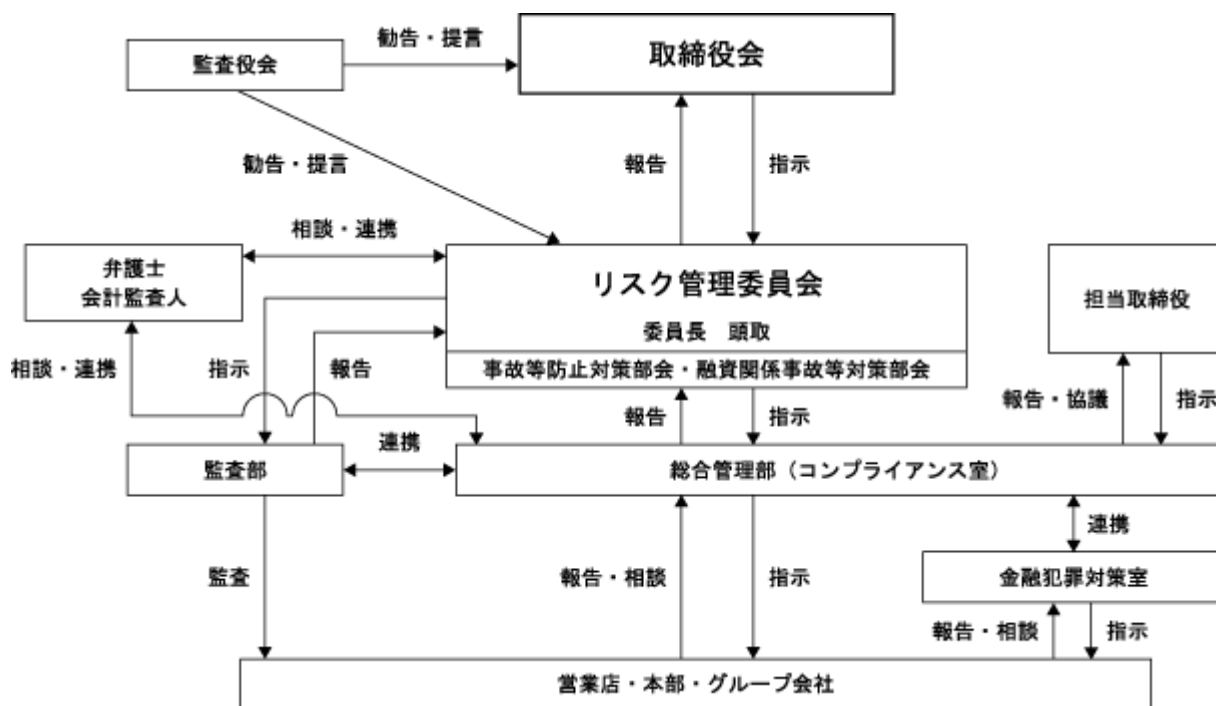 勧告・提言
監査役会
取締役会
勧告・提言
報告
指示
相談・連携
弁護士
会計監査人
リスク管理委員会
委員長　頭取
担当取締役
相談・連携
指示
報告
事故等防止対策部会・融資関係事故等対策部会
報告
指示
報告・協議
指示
連携
監査部
総合管理部（コンプライアンス室）
連携
監査
報告・相談
指示
金融犯罪対策室
報告・相談
指示
営業店・本部・グループ会社